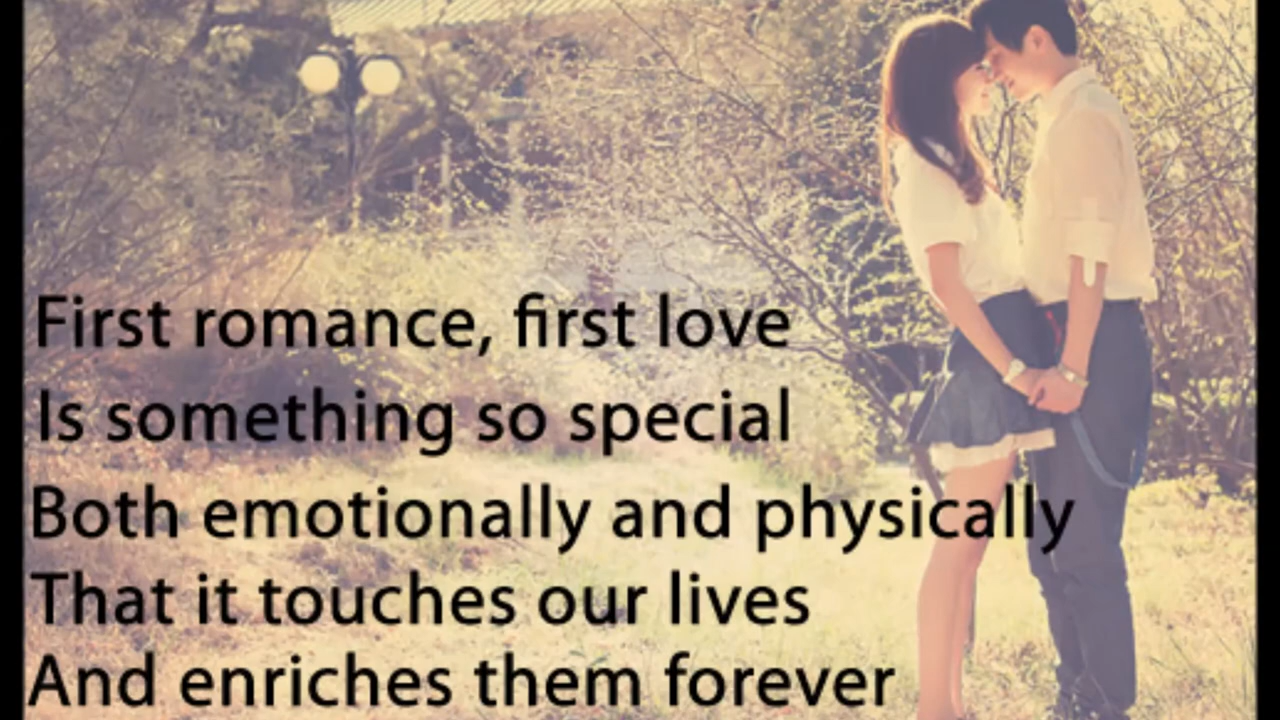 First romance, first love
Is something so special
Both emotionally and physically
That it touches our lives
And enriches them forever